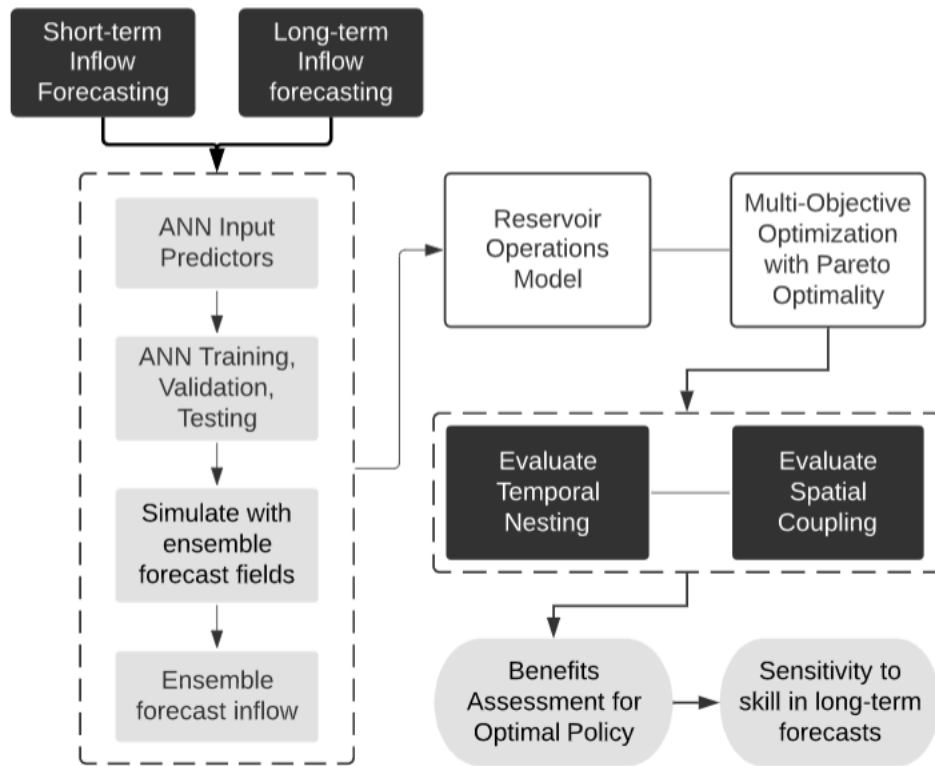 Short-term
Inflow
Forecasting
Long-term
Inflow
forecasting
ANN Input
Predictors
ANN Training,
Validation,
Testing
Simulate with
ensemble
forecast fields
Ensemble
forecast inflow
Reservoir
Operations
Model
Multi-Objective
Optimization
with Pareto
Optimality
Evaluate
Temporal
Nesting
Evaluate
Spatial
Coupling
Benefits
Assessment for
Optimal Policy
Sensitivity to
skill in long-term
forecasts